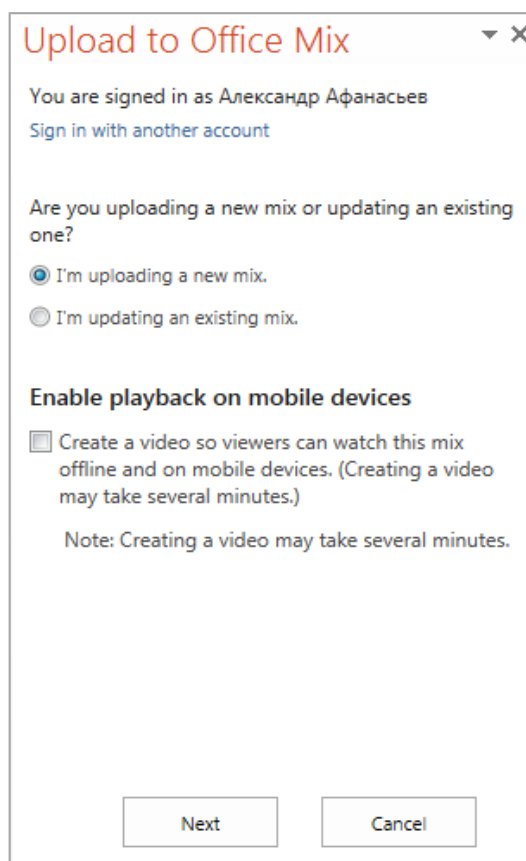 Upload to Office Mix
You are signed in as Александр Афанасьев
Sign in with another account
Are you uploading a new mix or updating an existing
one?
I'm uploading a new mix.
I'm updating an existing mix.
Enable playback on mobile devices
Create a video so viewers can watch this mix
offline and on mobile devices. (Creating a video
may take several minutes.)
Note: Creating a video may take several minutes.
Next
Cancel